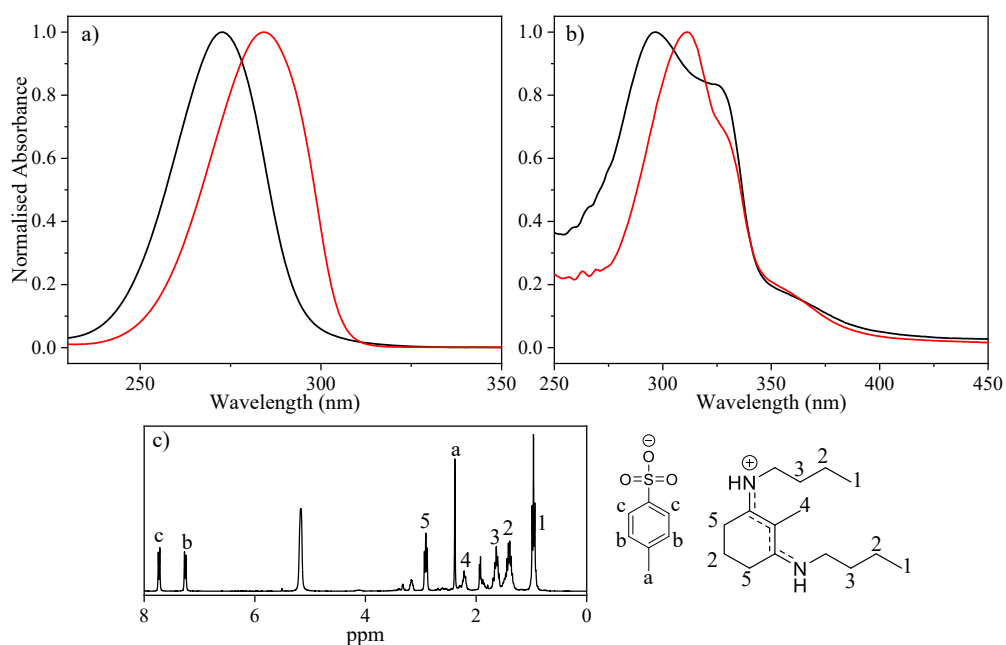 a)
1.0
0.8
0.6
0.4
0.2
0.0
Normalised Absorbance
250
300
350
Wavelength (nm)
b)
1.0
0.8
0.6
0.4
0.2
0.0
250
300
350
400
450
Wavelength (nm)
c)
c
b
5
a
4
3
2
1
8
6
4
2
0
ppm
⊖
O
O=S=O
c
c
b
b
a
⊕
HN
3
2
1
4
5
2
5
N
H
3
2
1